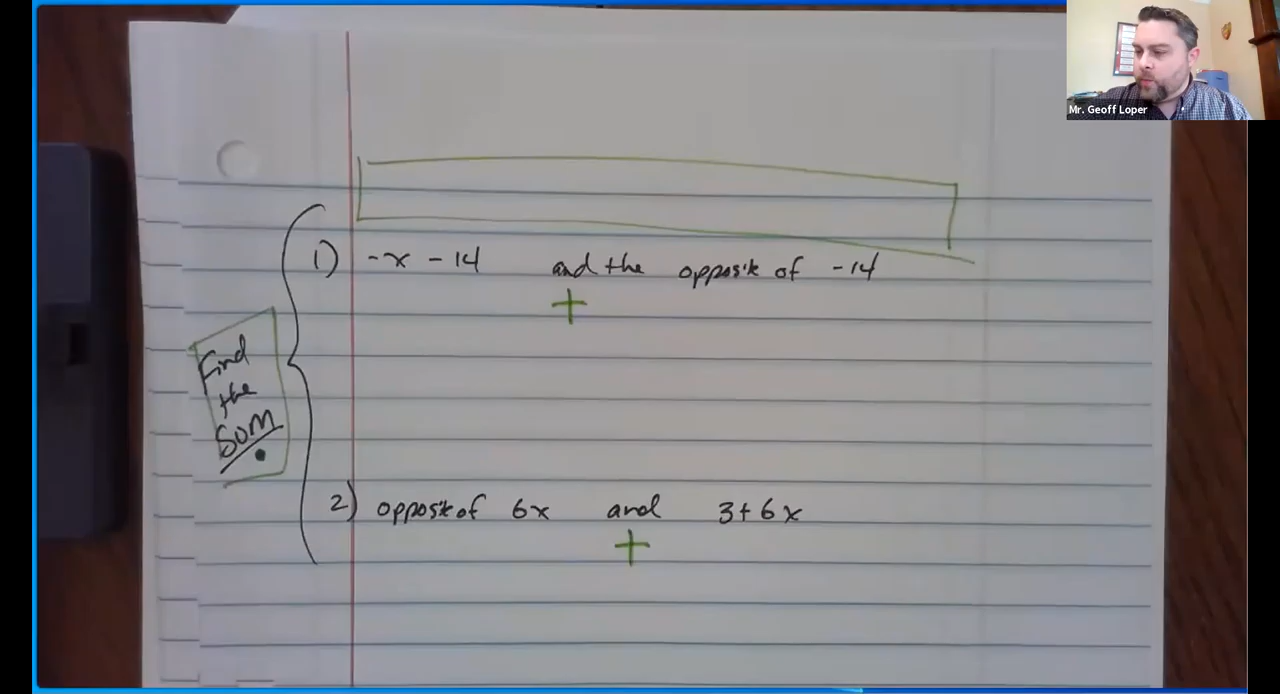 Mr. Geoff Loper
1) -x - 14 and the opposite of -14
+
Find
the
SUM
2) opposite of 6x and 3 + 6x
+